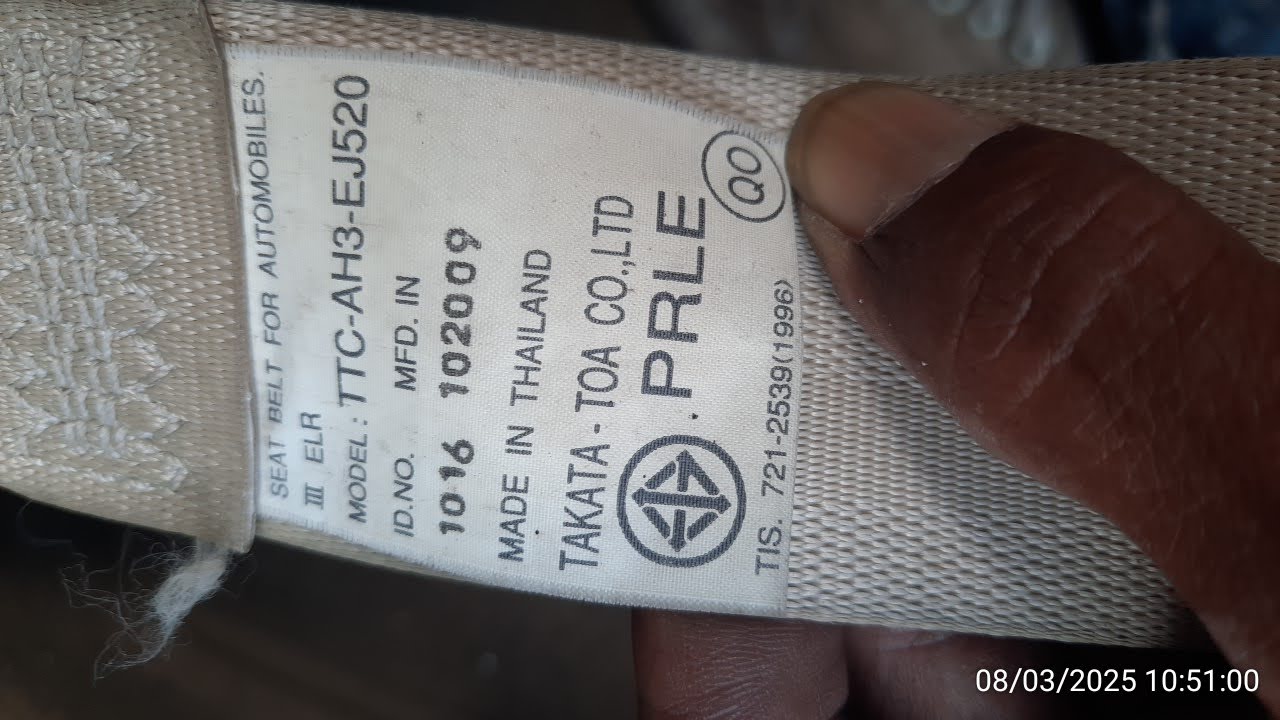 SEAT BELT FOR AUTOMOBILES.
III ELR
MODEL : TTC-AH3-EJ520
ID.NO. MFD. IN
1016 102009
MADE IN THAILAND
TAKATA - TOA CO.,LTD
. PRLE QO
TIS. 721-2539(1996)
08/03/2025 10:51:00